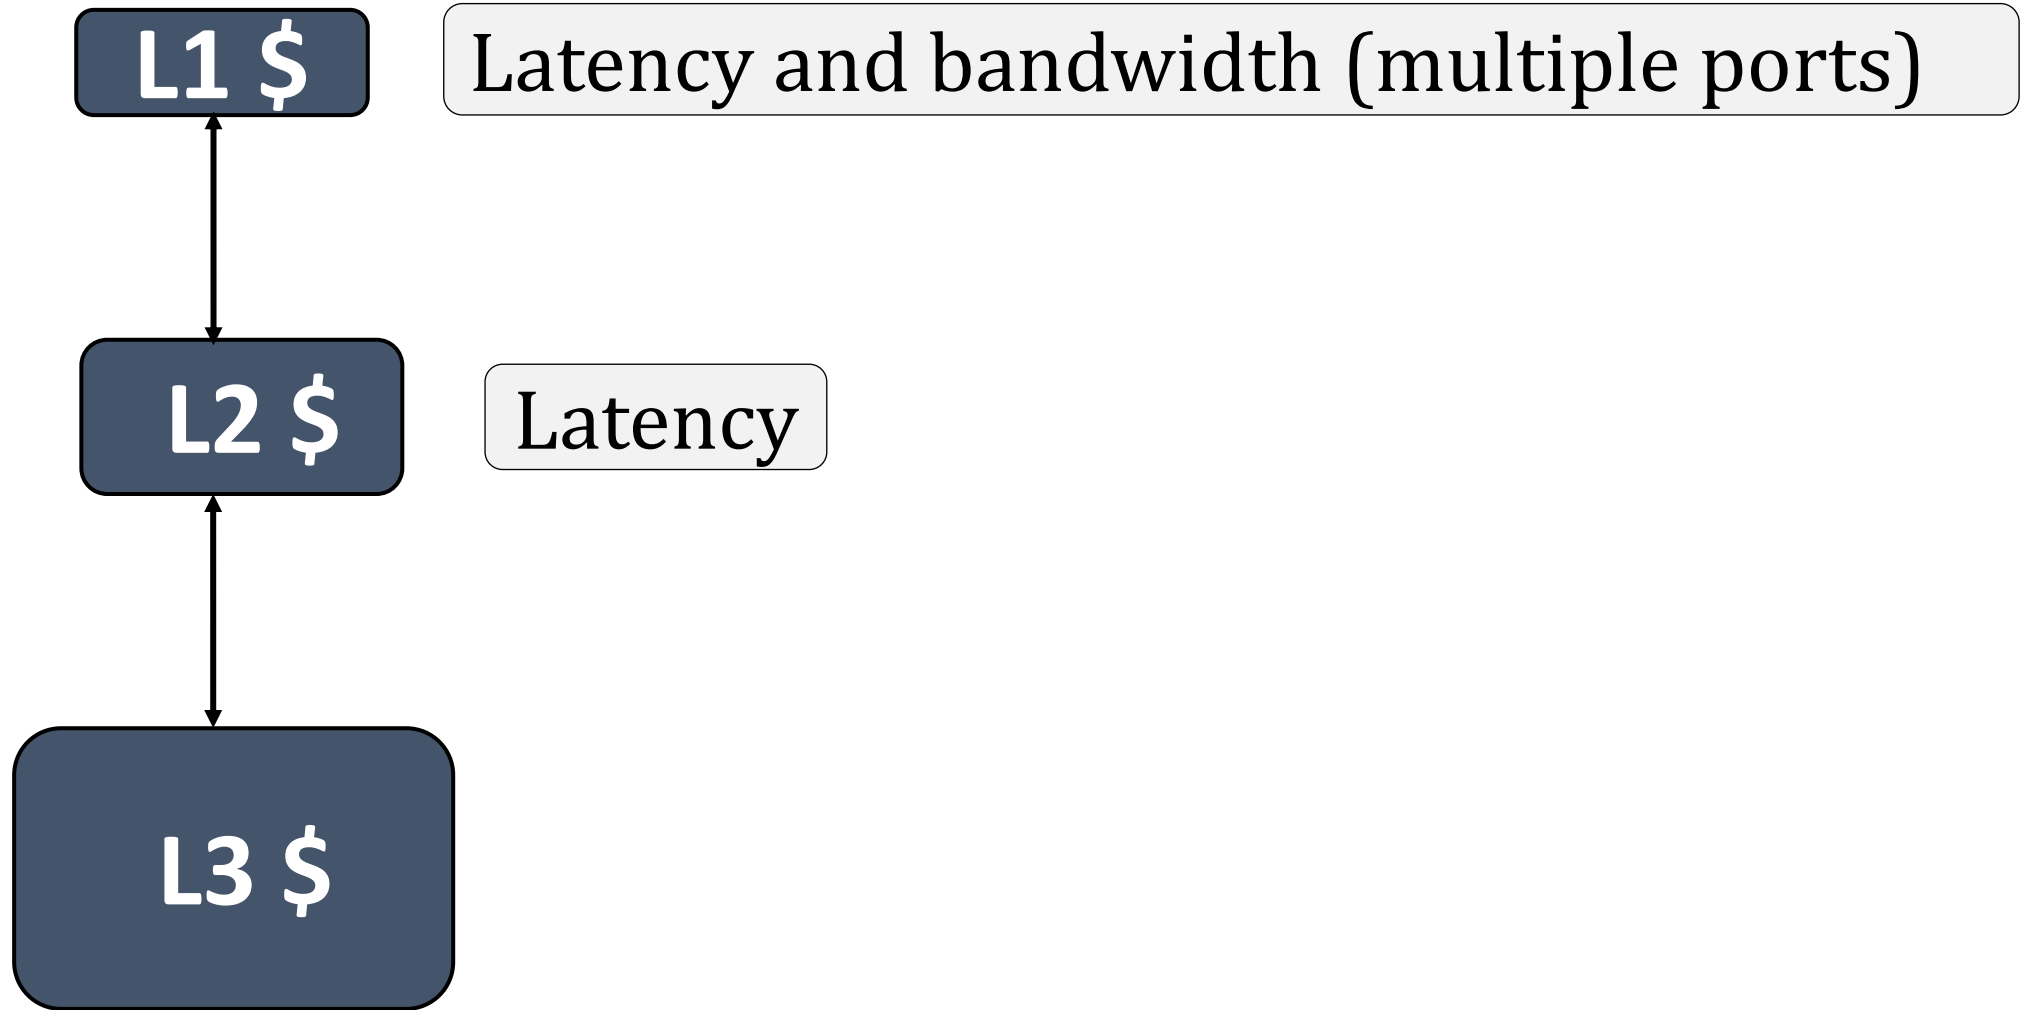 L1 $
Latency and bandwidth (multiple ports)
L2 $
Latency
L3 $